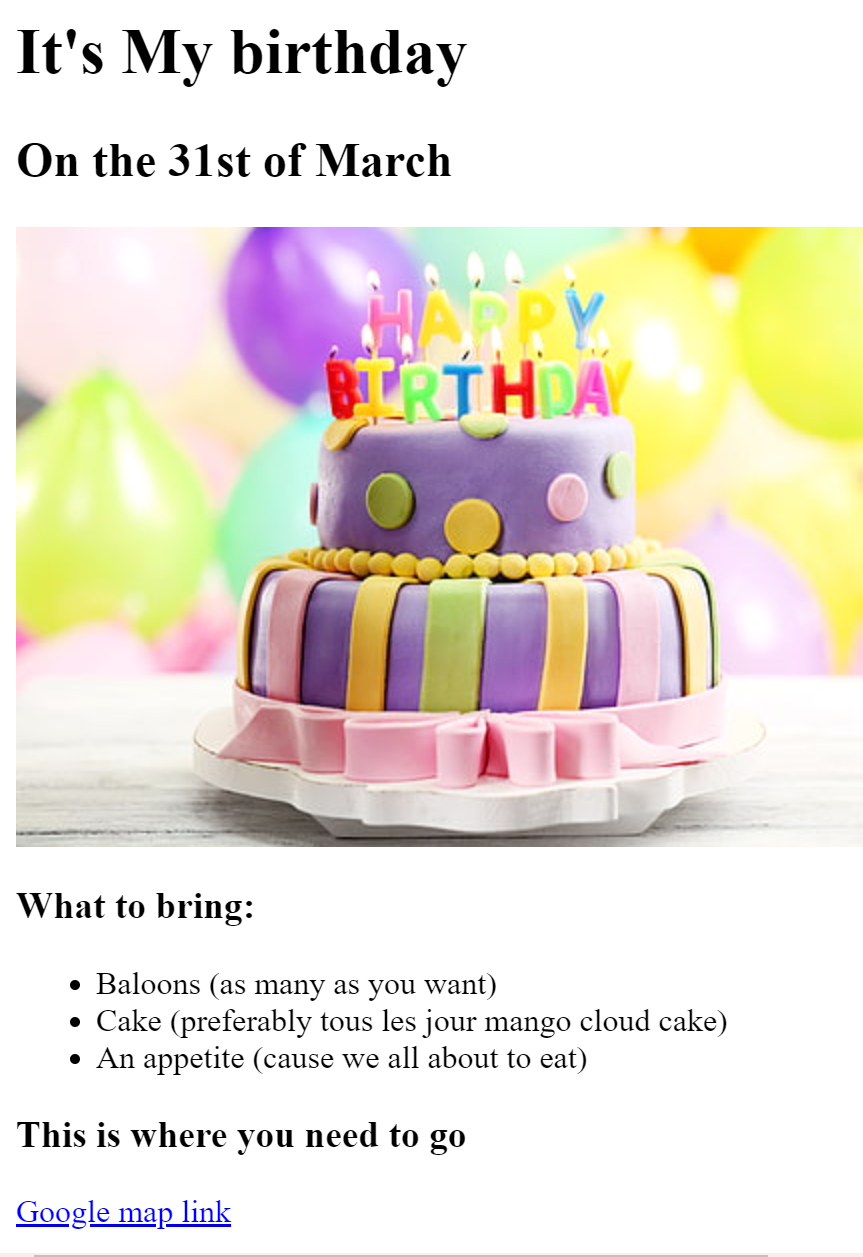 It's My birthday
On the 31st of March
HAPPY
BIRTHDAY
What to bring:
Baloons (as many as you want)
Cake (preferably tous les jour mango cloud cake)
An appetite (cause we all about to eat)
This is where you need to go
Google map link